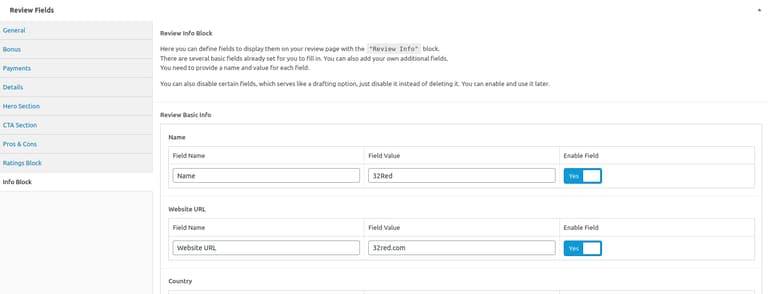 Review Fields
General
Bonus
Payments
Details
Hero Section
CTA Section
Pros & Cons
Ratings Block
Info Block
Review Info Block
Here you can define fields to display them on your review page with the "Review Info" block.
There are several basic fields already set for you to fill in. You can also add your own additional fields.
You need to provide a name and value for each field.
You can also disable certain fields, which serves like a drafting option, just disable it instead of deleting it. You can enable and use it later.
Review Basic Info
Name
Field Name Field Value Enable Field
Name 32Red Yes
Website URL
Field Name Field Value Enable Field
Website URL 32red.com Yes
Country